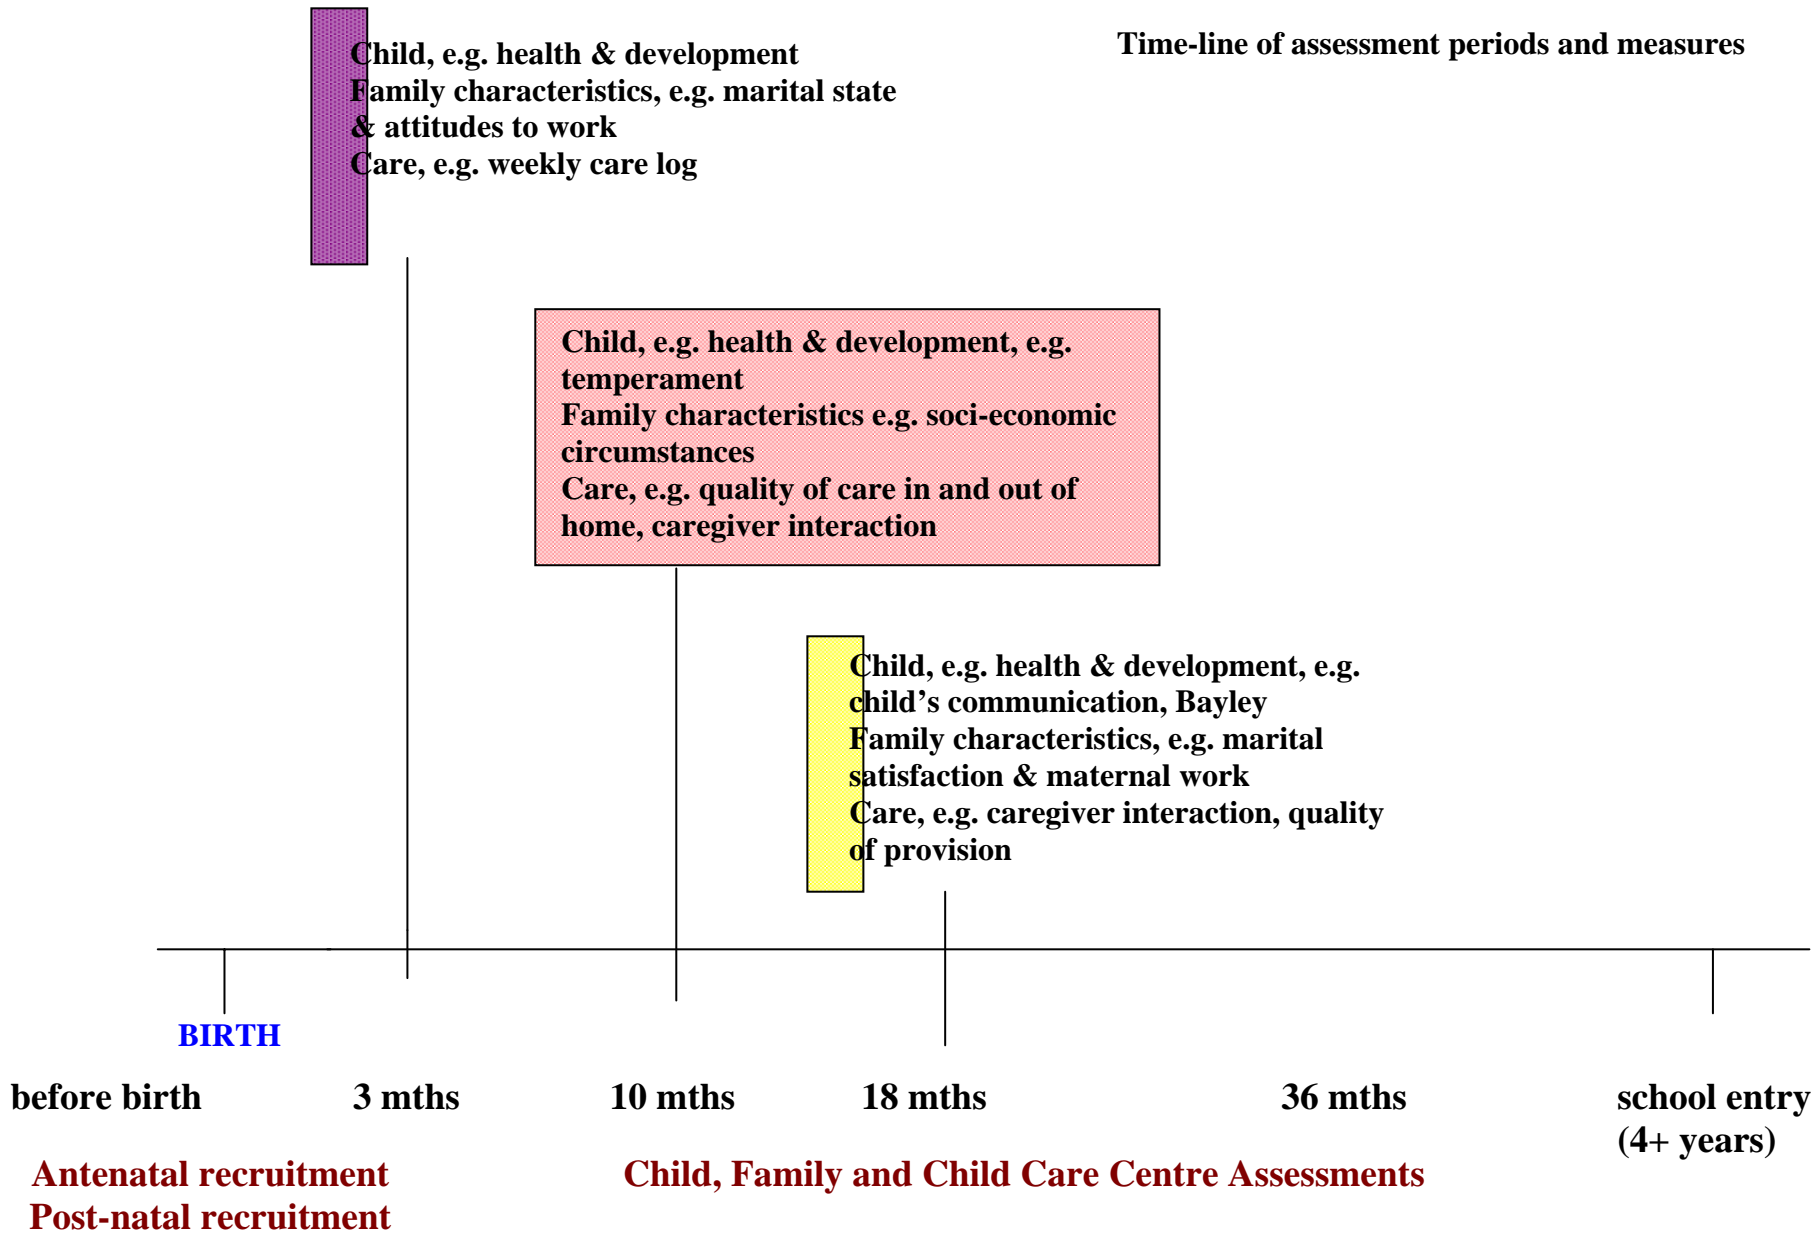 Time-line of assessment periods and measures
Child, e.g. health & development
Family characteristics, e.g. marital state
& attitudes to work
Care, e.g. weekly care log
Child, e.g. health & development, e.g.
temperament
Family characteristics e.g. soci-economic
circumstances
Care, e.g. quality of care in and out of
home, caregiver interaction
Child, e.g. health & development, e.g.
child’s communication, Bayley
Family characteristics, e.g. marital
satisfaction & maternal work
Care, e.g. caregiver interaction, quality
of provision
BIRTH
before birth 3 mths 10 mths 18 mths 36 mths school entry
(4+ years)
Antenatal recruitment Child, Family and Child Care Centre Assessments
Post-natal recruitment